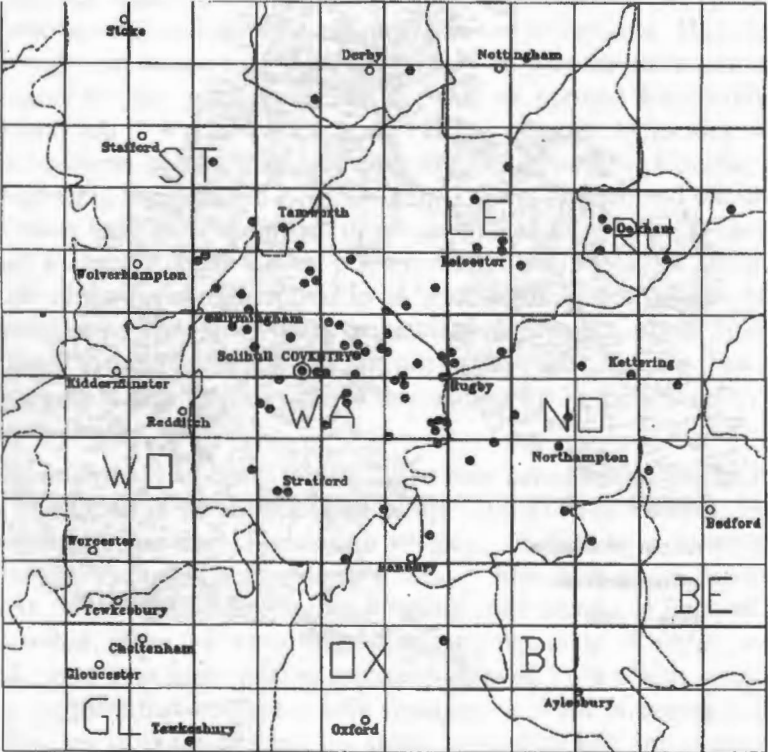 Stoke
Derby
Nottingham
Stafford
ST
Tamworth
LE
Oakham
Wolverhampton
Leicester
Birmingham
Solihull COVENTRY
Kettering
Kidderminster
Rugby
Redditch
WA
NO
WO
Northampton
Stratford
Bedford
Worcester
Banbury
BE
Tewkesbury
Cheltenham
OX
BU
Gloucester
Aylesbury
GL
Tewkesbury
Oxford